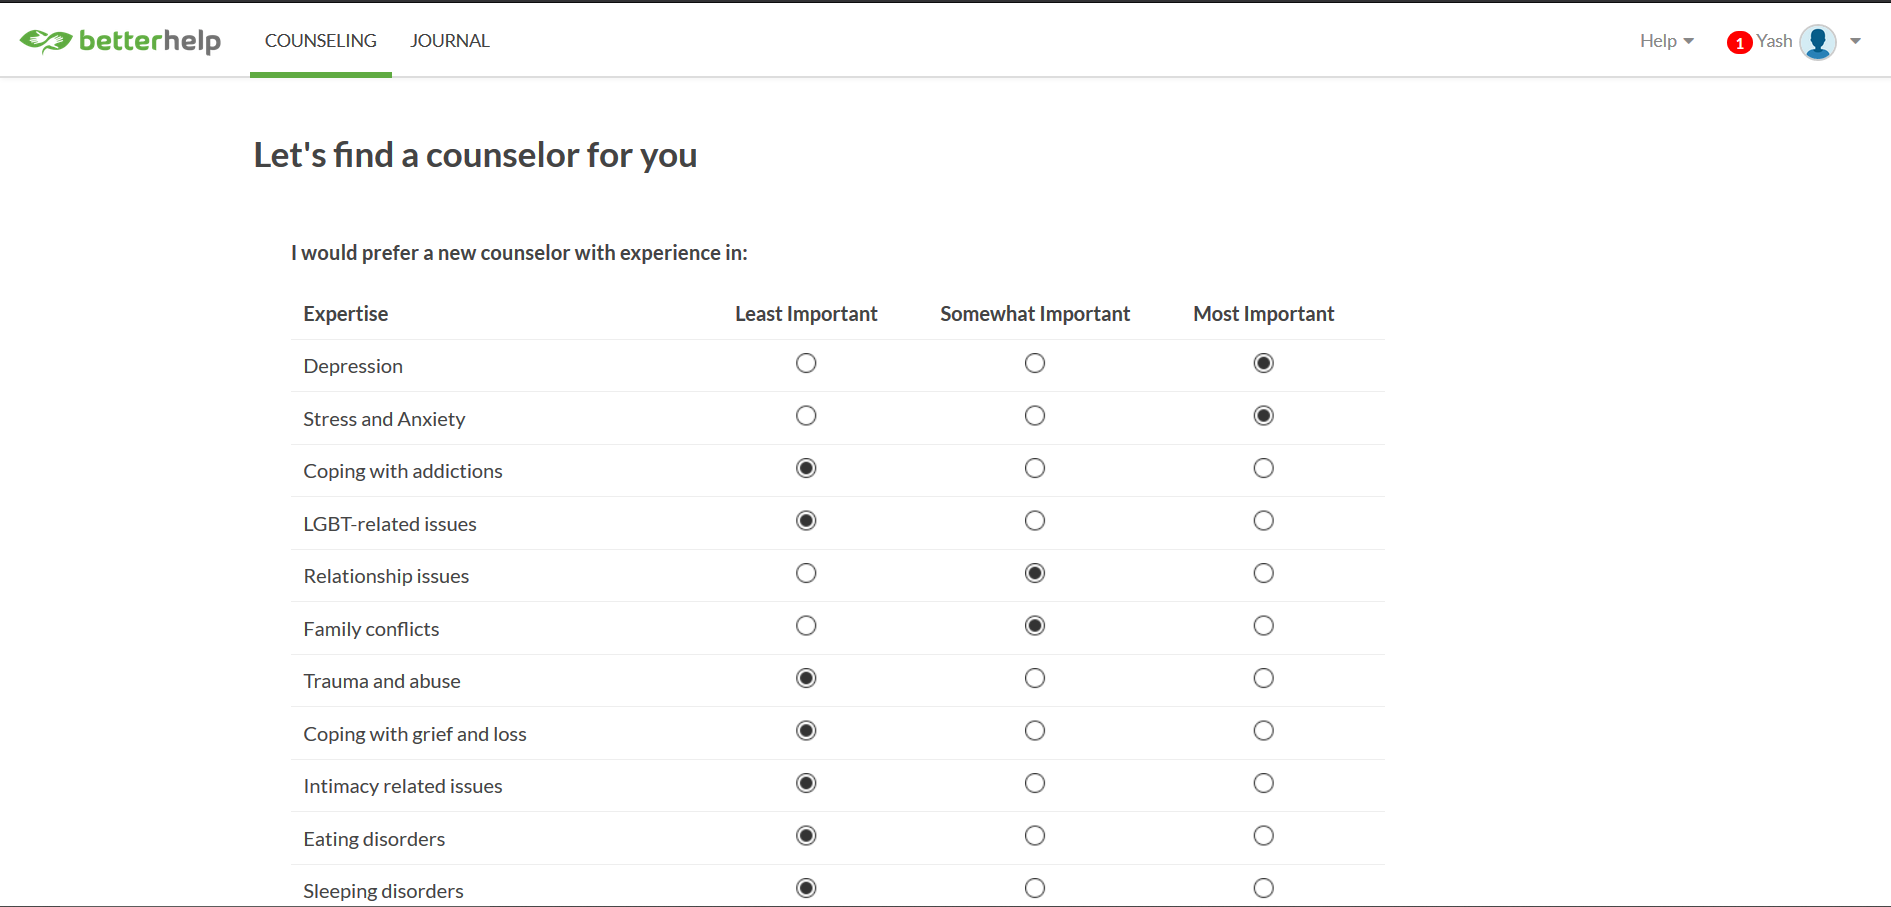 betterhelp COUNSELING JOURNAL Help 1 Yash
Let's find a counselor for you
I would prefer a new counselor with experience in:
Expertise Least Important Somewhat Important Most Important
Depression
Stress and Anxiety
Coping with addictions
LGBT-related issues
Relationship issues
Family conflicts
Trauma and abuse
Coping with grief and loss
Intimacy related issues
Eating disorders
Sleeping disorders